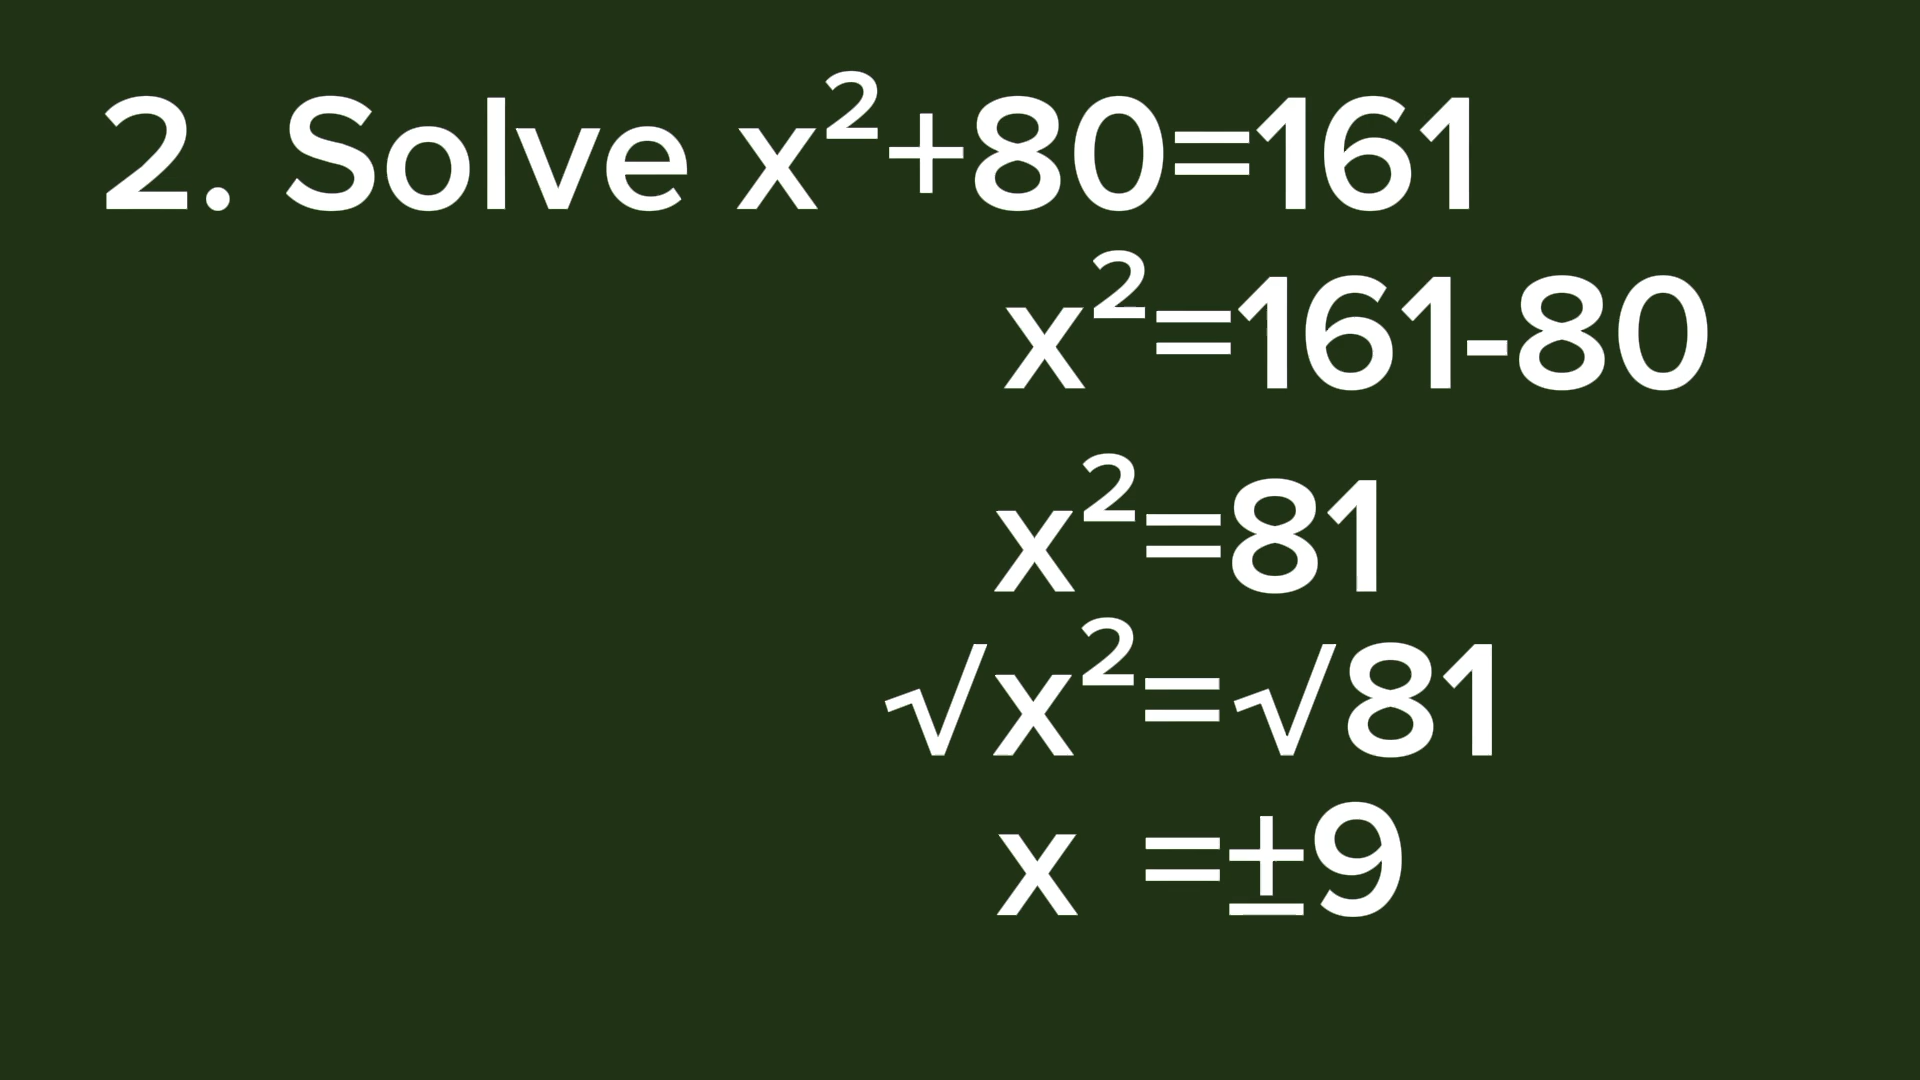 2. Solve x²+80=161
x²=161-80
x²=81
√x²=√81
x =±9